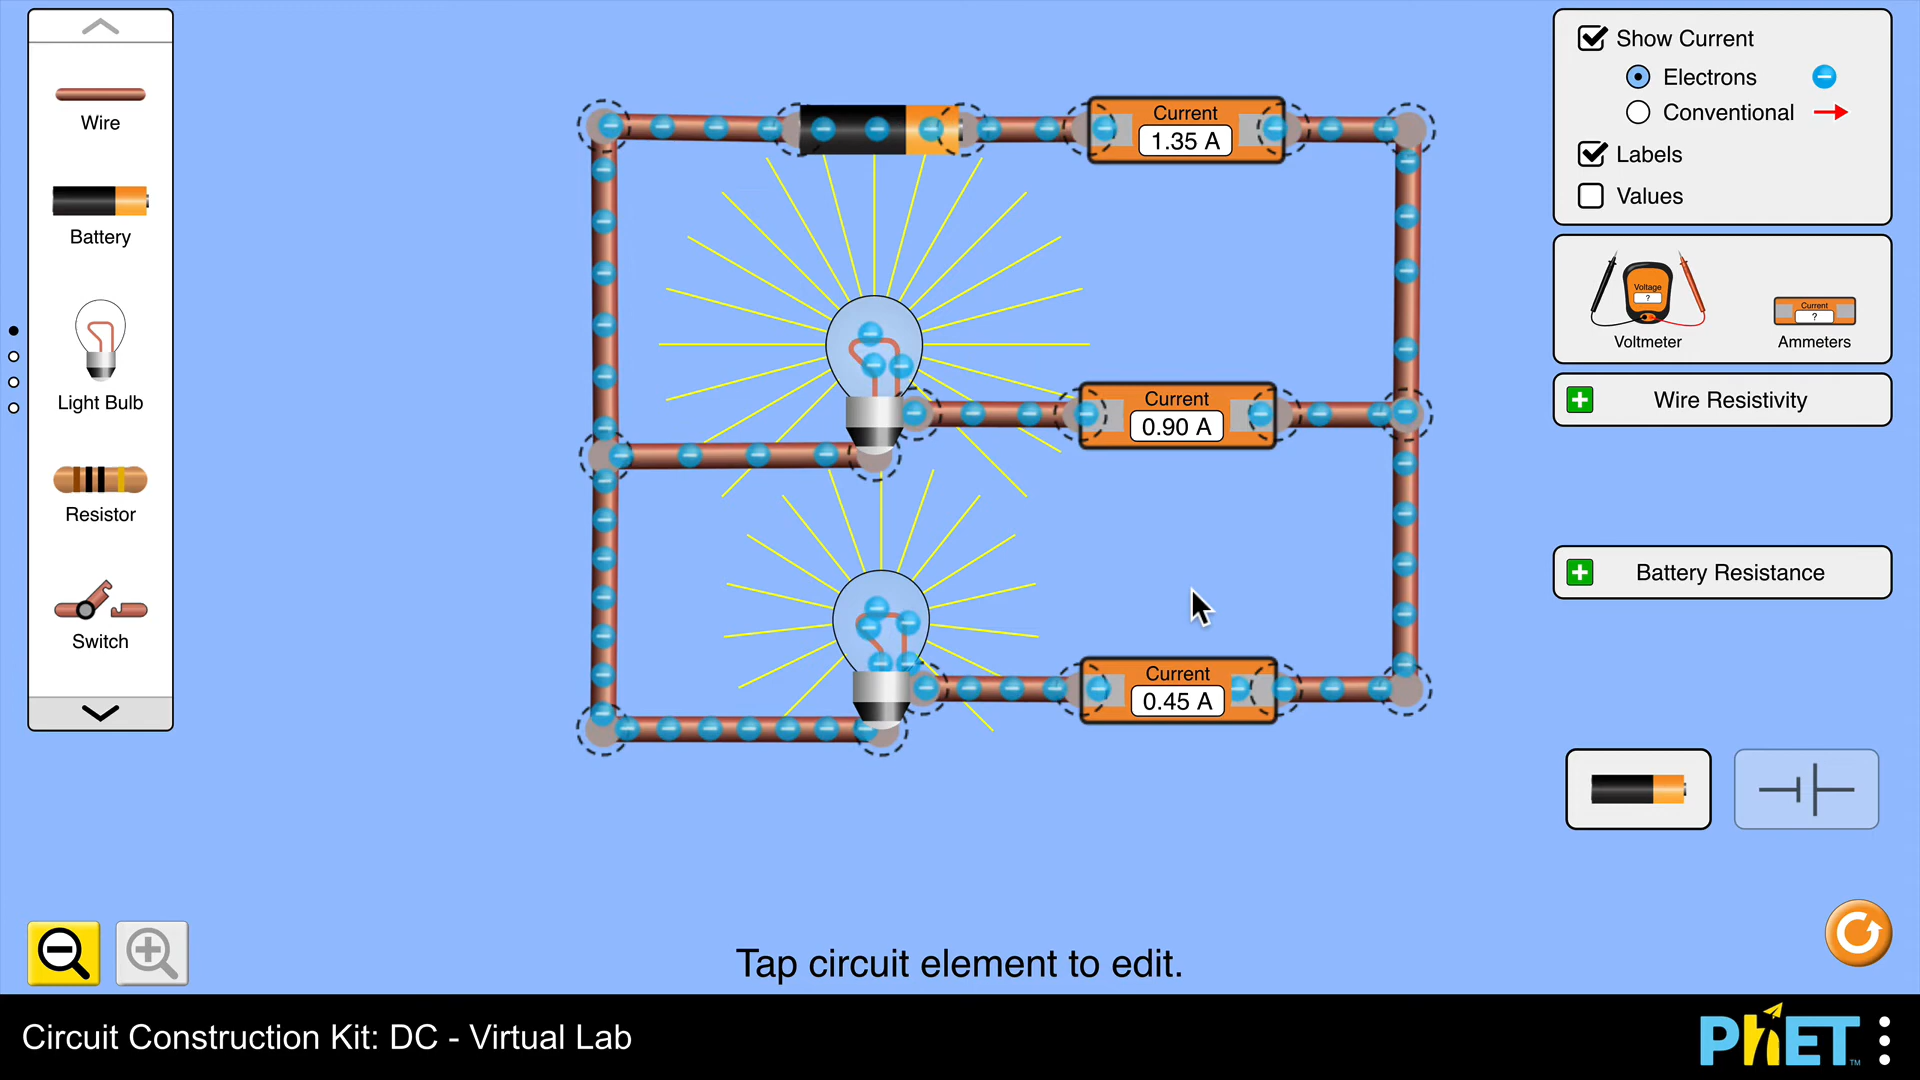 Wire
Battery
Light Bulb
Resistor
Switch
Current
1.35 A
Current
0.90 A
Current
0.45 A
Show Current
Electrons
Conventional
Labels
Values
Voltage
?
Voltmeter
Current
?
Ammeters
Wire Resistivity
Battery Resistance
Tap circuit element to edit.
Circuit Construction Kit: DC - Virtual Lab
PhET™